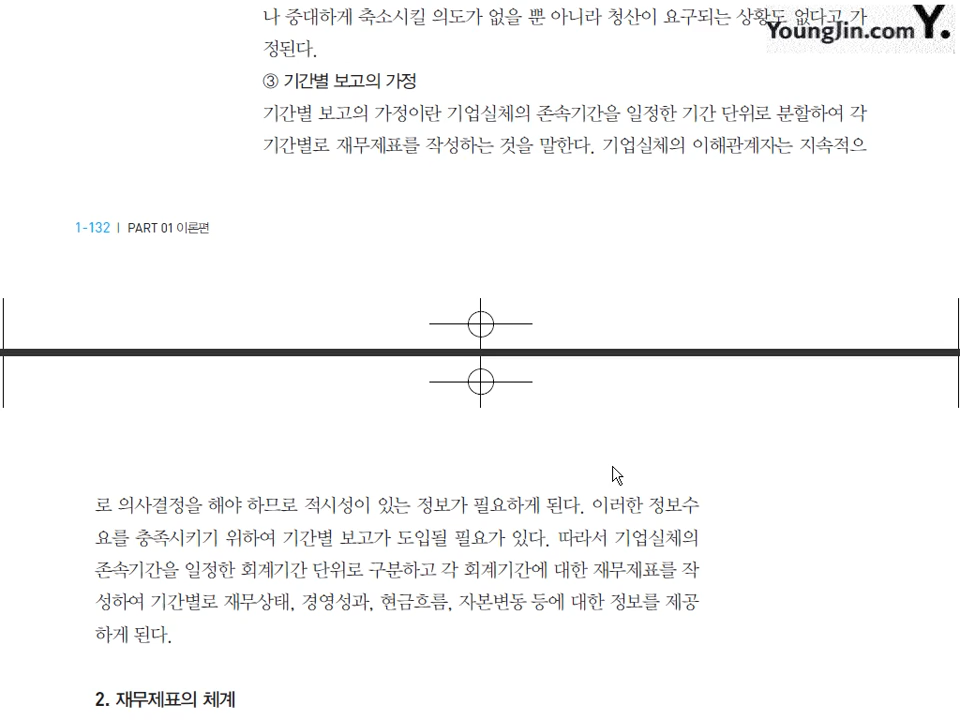 나 중대하게 축소시킬 의도가 없을 뿐 아니라 청산이 요구되는 상황도 없다고 가
YoungJin.com Y.
정된다.
③ 기간별 보고의 가정
기간별 보고의 가정이란 기업실체의 존속기간을 일정한 기간 단위로 분할하여 각
기간별로 재무제표를 작성하는 것을 말한다. 기업실체의 이해관계자는 지속적으
1-132 | PART 01 이론편
로 의사결정을 해야 하므로 적시성이 있는 정보가 필요하게 된다. 이러한 정보수
요를 충족시키기 위하여 기간별 보고가 도입될 필요가 있다. 따라서 기업실체의
존속기간을 일정한 회계기간 단위로 구분하고 각 회계기간에 대한 재무제표를 작
성하여 기간별로 재무상태, 경영성과, 현금흐름, 자본변동 등에 대한 정보를 제공
하게 된다.
2. 재무제표의 체계